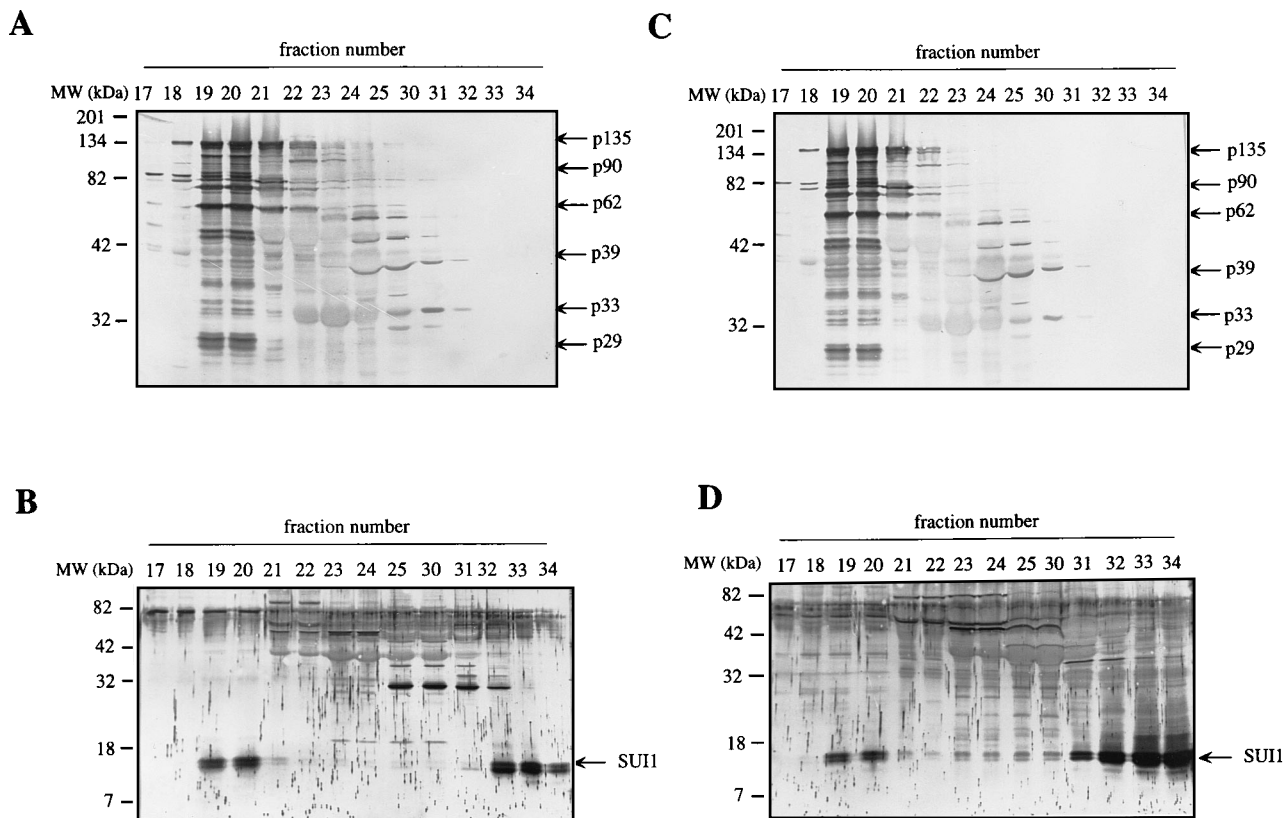 A
fraction number
MW (kDa) 17 18 19 20 21 22 23 24 25 30 31 32 33 34
201
134
82
42
32
p135
p90
p62
p39
p33
p29
C
fraction number
MW (kDa) 17 18 19 20 21 22 23 24 25 30 31 32 33 34
201
134
82
42
32
p135
p90
p62
p39
p33
p29
B
fraction number
MW (kDa) 17 18 19 20 21 22 23 24 25 30 31 32 33 34
82
42
32
18
7
SUI1
D
fraction number
MW (kDa) 17 18 19 20 21 22 23 24 25 30 31 32 33 34
82
42
32
18
7
SUI1